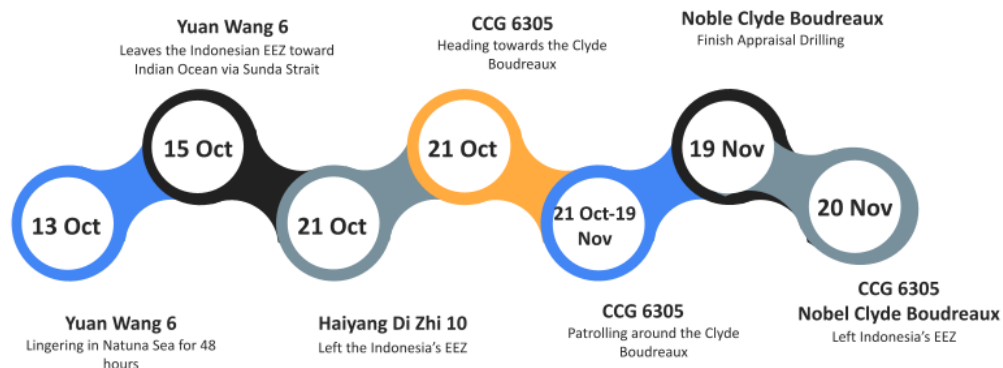 Yuan Wang 6
Leaves the Indonesian EEZ toward
Indian Ocean via Sunda Strait
CCG 6305
Heading towards the Clyde
Boudreaux
Noble Clyde Boudreaux
Finish Appraisal Drilling
13 Oct
15 Oct
21 Oct
21 Oct
21 Oct-19
Nov
19 Nov
20 Nov
Yuan Wang 6
Lingering in Natuna Sea for 48
hours
Haiyang Di Zhi 10
Left the Indonesia's EEZ
CCG 6305
Patrolling around the Clyde
Boudreaux
CCG 6305
Nobel Clyde Boudreaux
Left Indonesia's EEZ